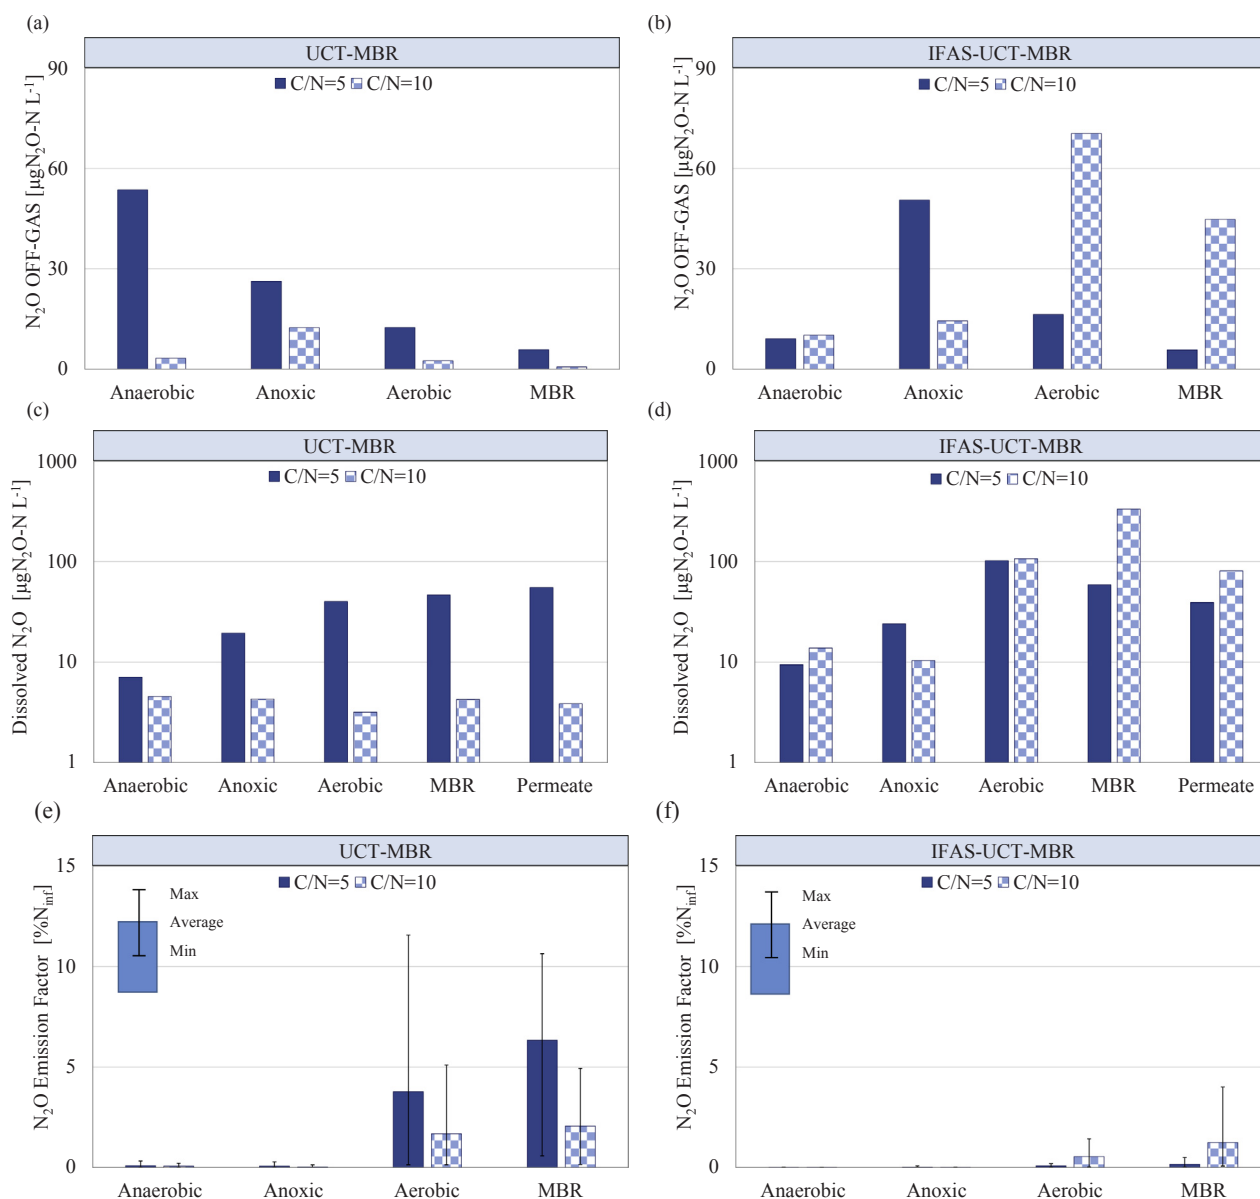 (a)
UCT-MBR
C/N=5 C/N=10
N₂O OFF-GAS [µgN₂O-N L⁻¹]
90
60
30
0
Anaerobic Anoxic Aerobic MBR
(b)
IFAS-UCT-MBR
C/N=5 C/N=10
N₂O OFF-GAS [µgN₂O-N L⁻¹]
90
60
30
0
Anaerobic Anoxic Aerobic MBR
(c)
UCT-MBR
C/N=5 C/N=10
Dissolved N₂O [µgN₂O-N L⁻¹]
1000
100
10
1
Anaerobic Anoxic Aerobic MBR Permeate
(d)
IFAS-UCT-MBR
C/N=5 C/N=10
Dissolved N₂O [µgN₂O-N L⁻¹]
1000
100
10
1
Anaerobic Anoxic Aerobic MBR Permeate
(e)
UCT-MBR
C/N=5 C/N=10
Max
Average
Min
N₂O Emission Factor [%N_inf]
15
10
5
0
Anaerobic Anoxic Aerobic MBR
(f)
IFAS-UCT-MBR
C/N=5 C/N=10
Max
Average
Min
N₂O Emission Factor [%N_inf]
15
10
5
0
Anaerobic Anoxic Aerobic MBR